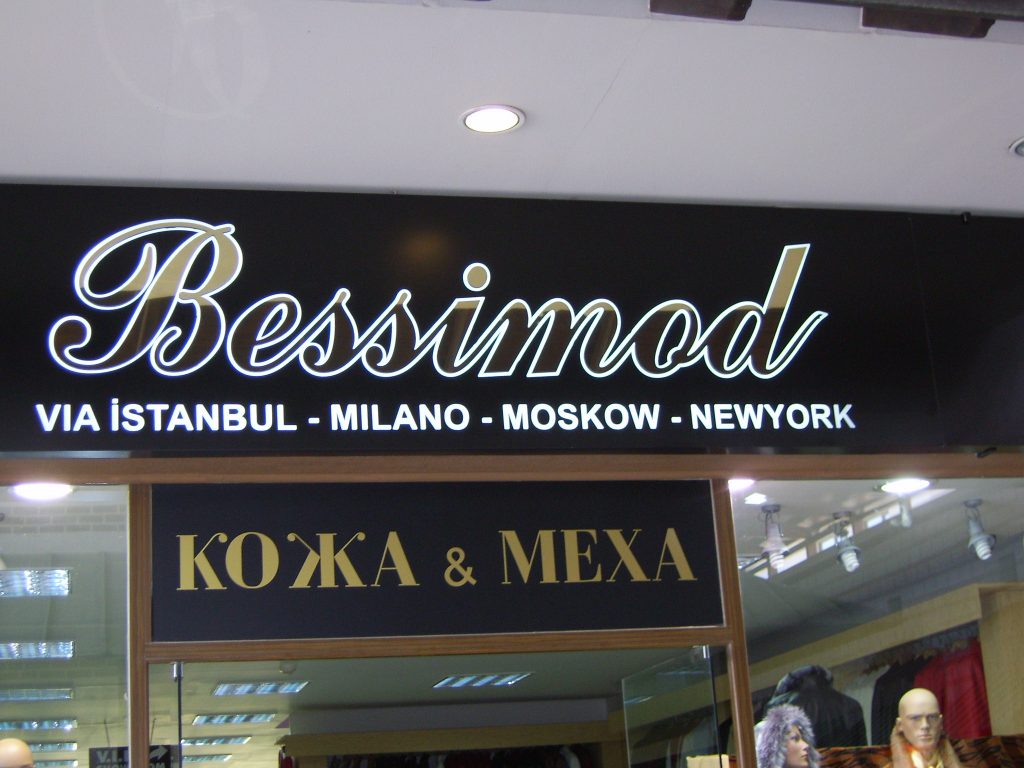 Bessimod
VIA İSTANBUL - MILANO - MOSKOW - NEWYORK
КОЖА & МЕХА